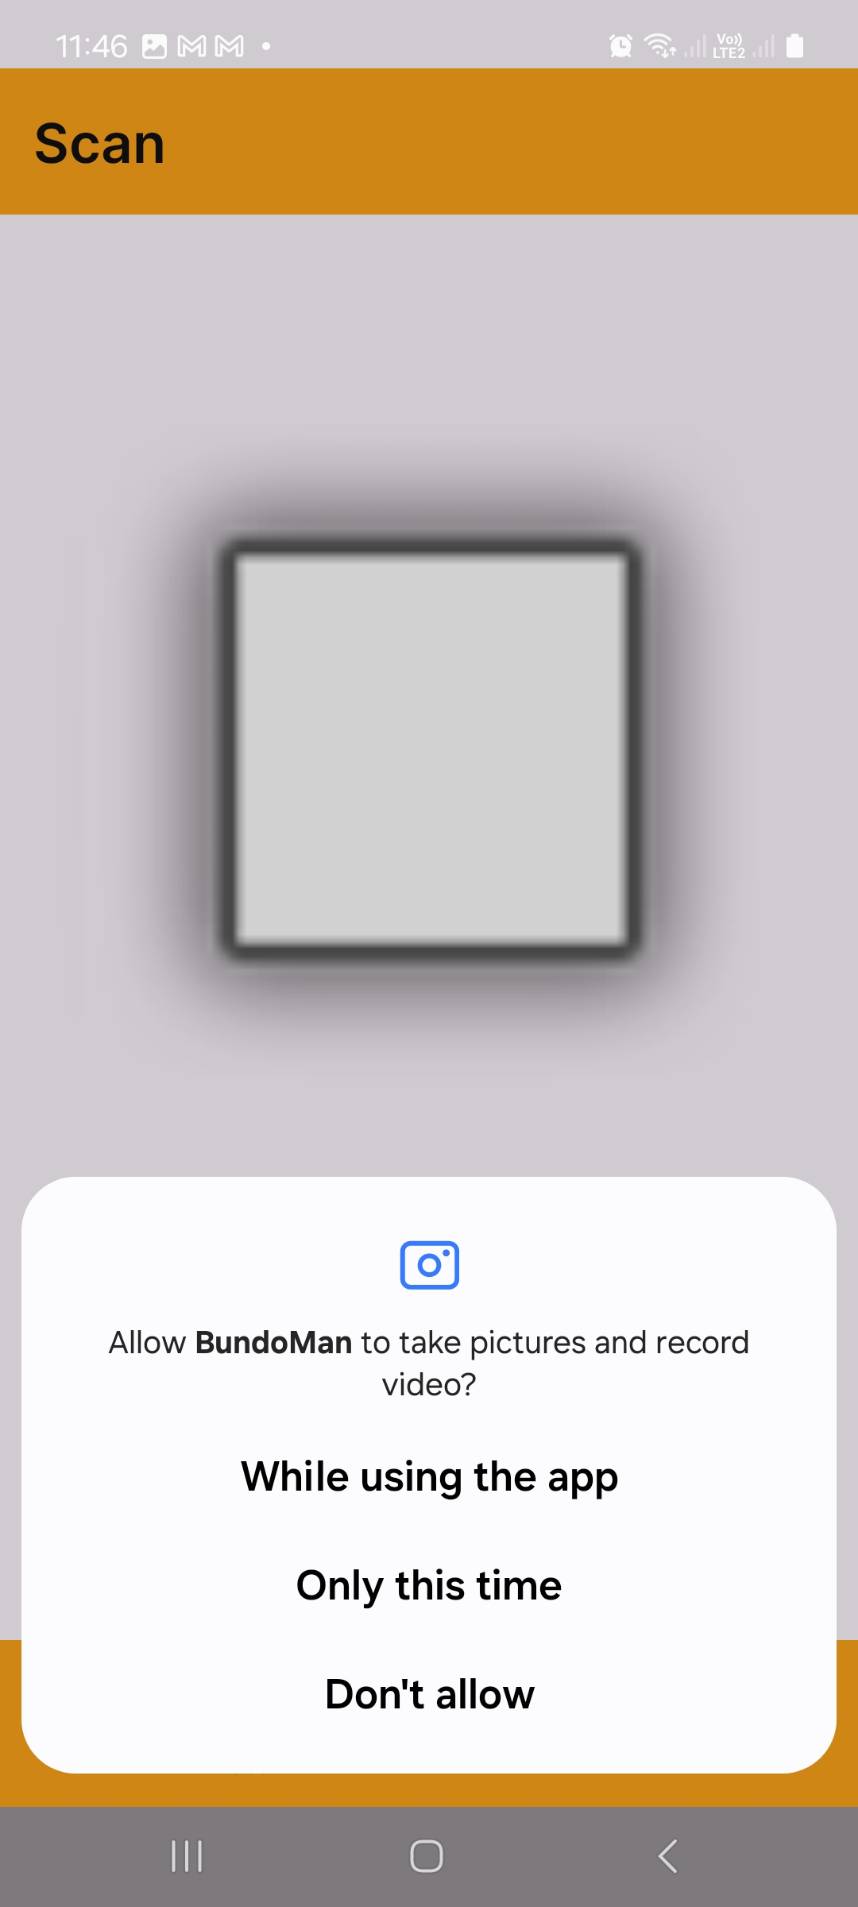 11:46 Vo)) LTE2
Scan
Allow BundoMan to take pictures and record
video?
While using the app
Only this time
Don't allow